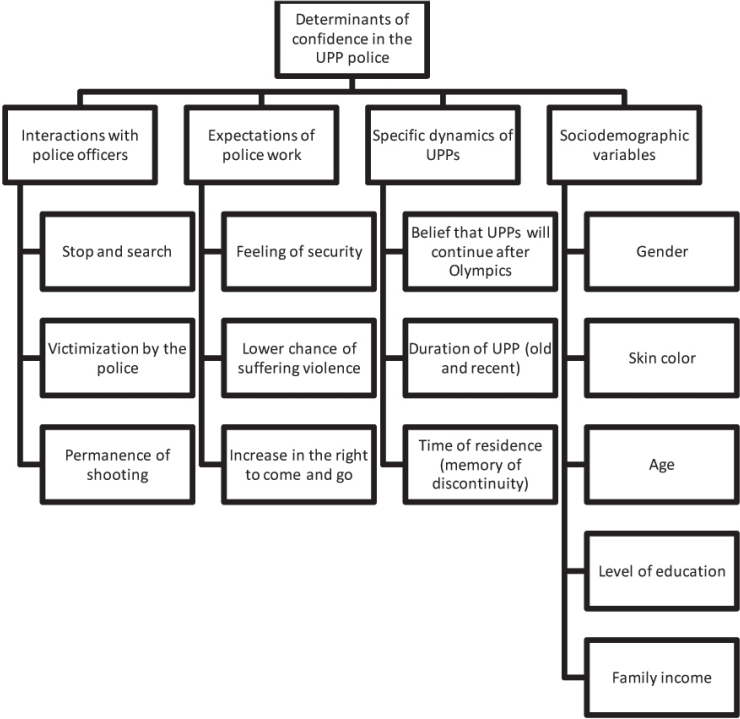 Determinants of
confidence in the
UPP police
Interactions with
police officers
Expectations of
police work
Specific dynamics of
UPPs
Sociodemographic
variables
Stop and search
Feeling of security
Belief that UPPs will
continue after
Olympics
Gender
Victimization by the
police
Lower chance of
suffering violence
Duration of UPP (old
and recent)
Skin color
Permanence of
shooting
Increase in the right
to come and go
Time of residence
(memory of
discontinuity)
Age
Level of education
Family income